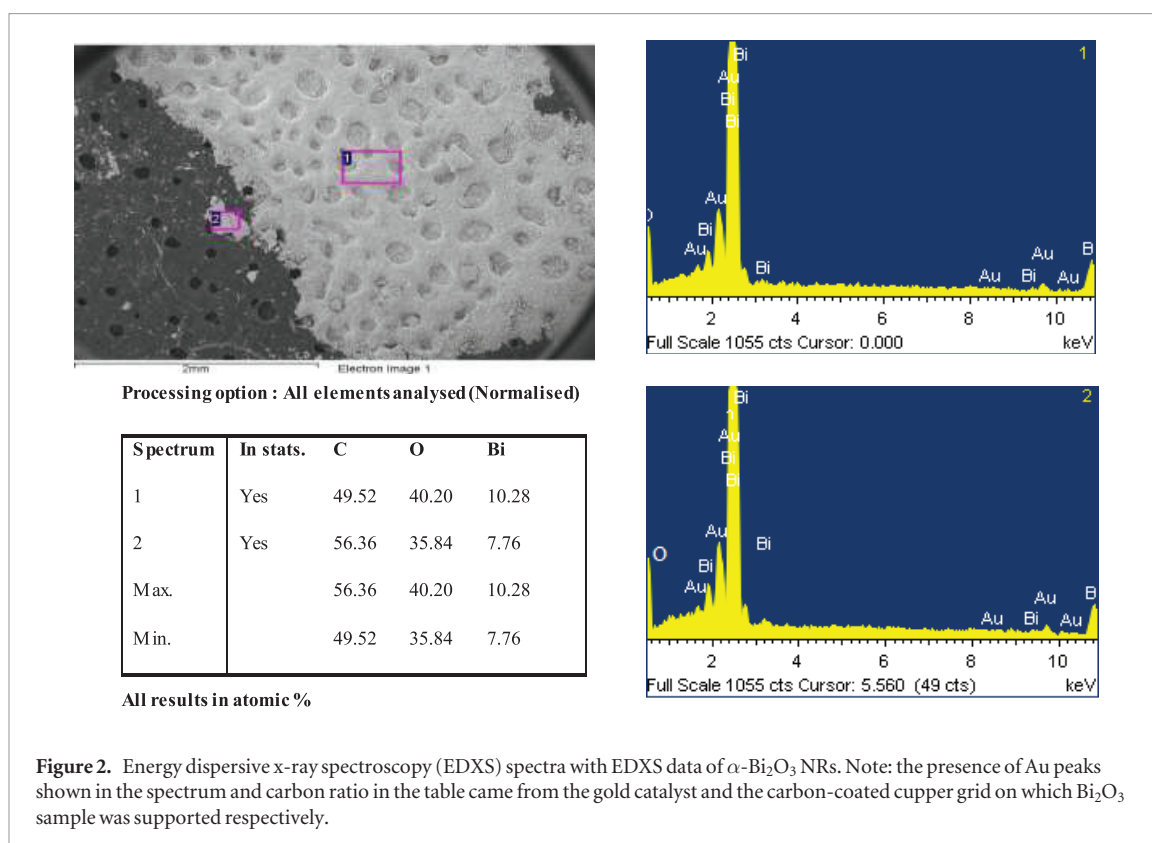 1
2
2mm
Electron Image 1
Processing option : All elements analysed (Normalised)
Spectrum In stats. C O Bi
1 Yes 49.52 40.20 10.28
2 Yes 56.36 35.84 7.76
Max. 56.36 40.20 10.28
Min. 49.52 35.84 7.76
All results in atomic %
1
Bi
Au
Bi
Bi
Au
Bi
Au
Bi
Au
Bi
Au
Au
B
2 4 6 8 10
Full Scale 1055 cts Cursor: 0.000 keV
2
Bi
Au
Bi
Bi
Au
O
Bi
Au
Bi
Au
Bi
Au
Au
B
2 4 6 8 10
Full Scale 1055 cts Cursor: 5.560 (49 cts) keV
Figure 2. Energy dispersive x-ray spectroscopy (EDXS) spectra with EDXS data of α-Bi₂O₃ NRs. Note: the presence of Au peaks
shown in the spectrum and carbon ratio in the table came from the gold catalyst and the carbon-coated cupper grid on which Bi₂O₃
sample was supported respectively.